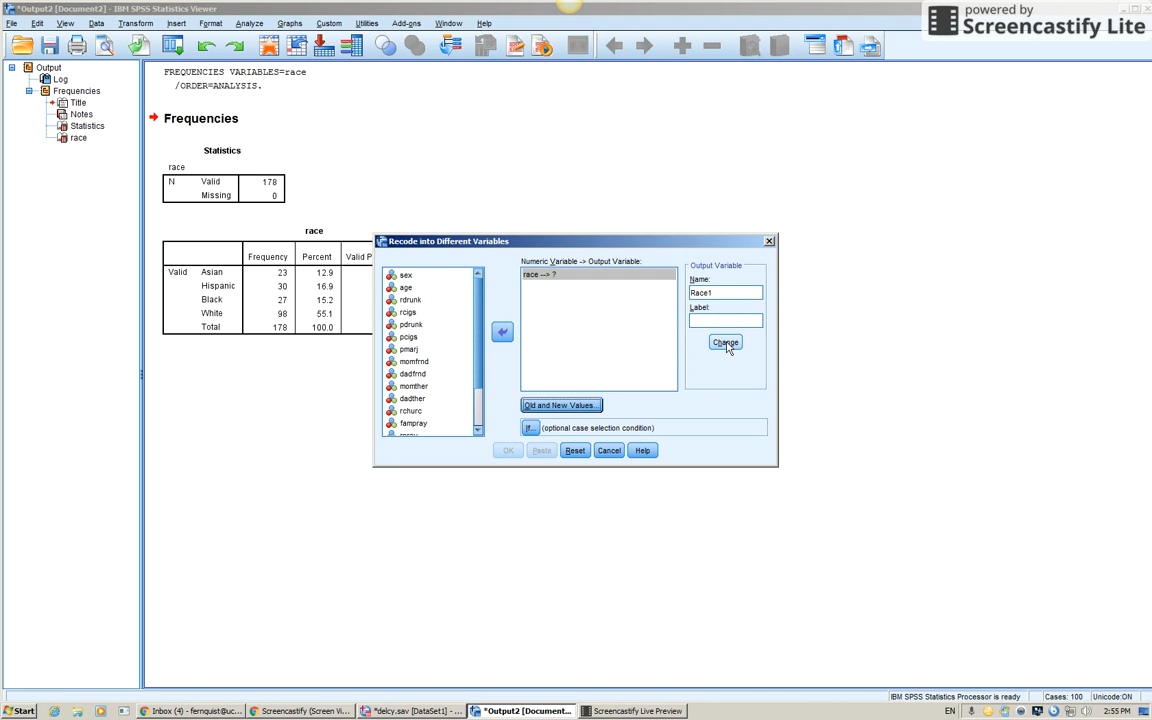 *Output2 [Document2] - IBM SPSS Statistics Viewer
powered by
Screencastify Lite
File Edit View Data Transform Insert Format Analyze Graphs Custom Utilities Add-ons Window Help
Output
Log
Frequencies
Title
Notes
Statistics
race
FREQUENCIES VARIABLES=race
/ORDER=ANALYSIS.
Frequencies
Statistics
race
N Valid 178
Missing 0
race
Frequency Percent Valid P
Valid Asian 23 12.9
Hispanic 30 16.9
Black 27 15.2
White 98 55.1
Total 178 100.0
Recode into Different Variables
sex
age
rdrunk
rcigs
pdrunk
pcigs
pmarj
momfrnd
dadfrnd
momther
dadther
rchurc
fampray
Numeric Variable -> Output Variable:
race --> ?
Output Variable
Name:
Race1
Label:
Change
Old and New Values...
If... (optional case selection condition)
OK Paste Reset Cancel Help
IBM SPSS Statistics Processor is ready Cases: 100 Unicode:ON
Start Inbox (4) - fernquist@uc... Screencastify (Screen Vi... *delcy.sav [DataSet1] - ... *Output2 [Document... Screencastify Live Preview EN 2:55 PM